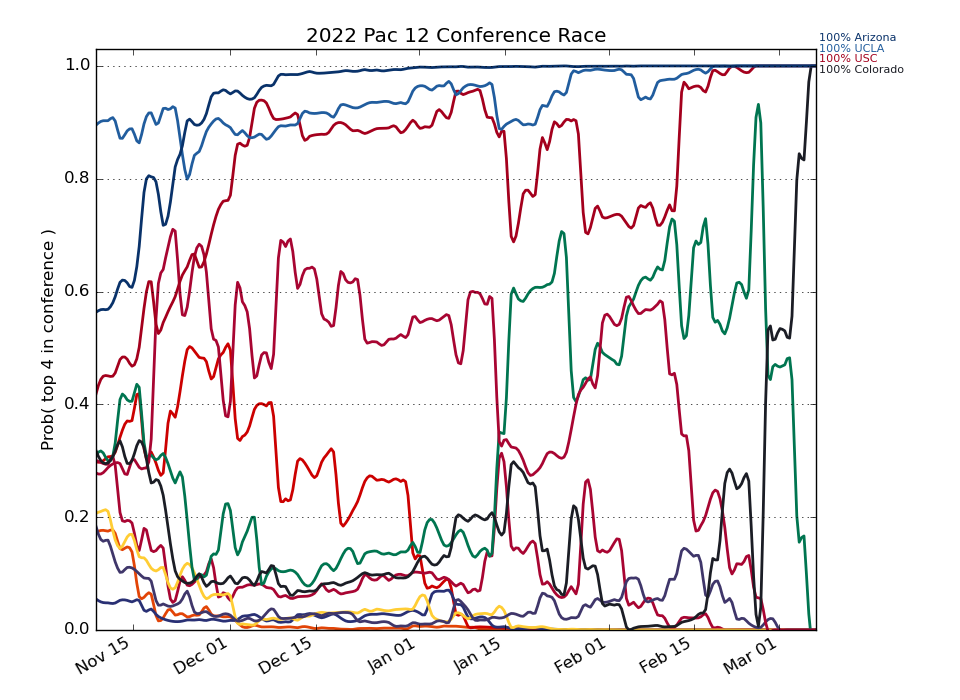 2022 Pac 12 Conference Race
100% Arizona
100% UCLA
100% USC
100% Colorado
Prob( top 4 in conference )
1.0
0.8
0.6
0.4
0.2
0.0
Nov 15
Dec 01
Dec 15
Jan 01
Jan 15
Feb 01
Feb 15
Mar 01